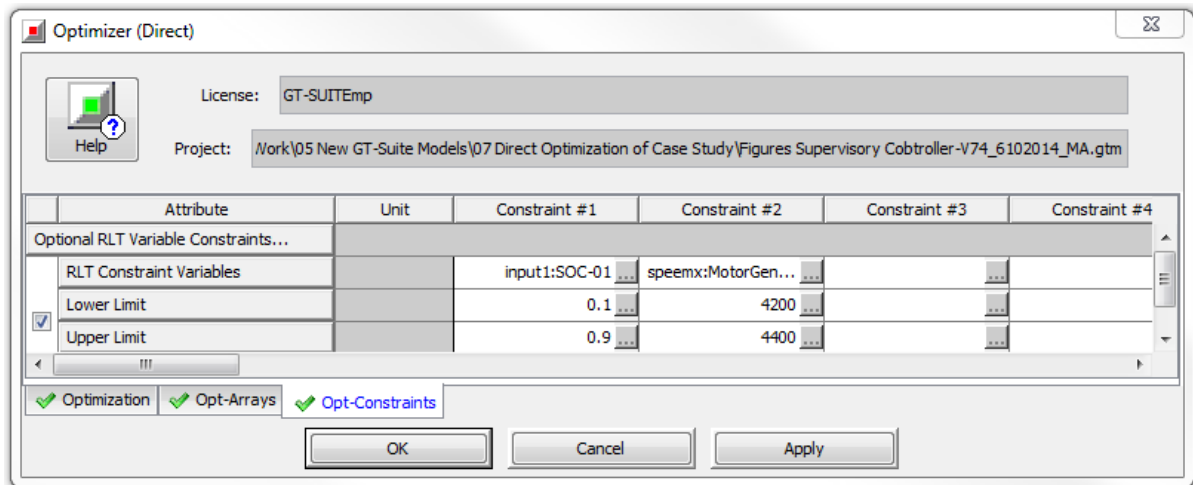 Optimizer (Direct)
License: GT-SUITEmp
Help
Project: Work\05 New GT-Suite Models\07 Direct Optimization of Case Study\Figures Supervisory Cobtroller-V74_6102014_MA.gtm
Attribute Unit Constraint #1 Constraint #2 Constraint #3 Constraint #4
Optional RLT Variable Constraints...
RLT Constraint Variables input1:SOC-01 ... speemx:MotorGen... ... ...
Lower Limit 0.1 ... 4200 ... ...
Upper Limit 0.9 ... 4400 ... ...
Optimization Opt-Arrays Opt-Constraints
OK Cancel Apply